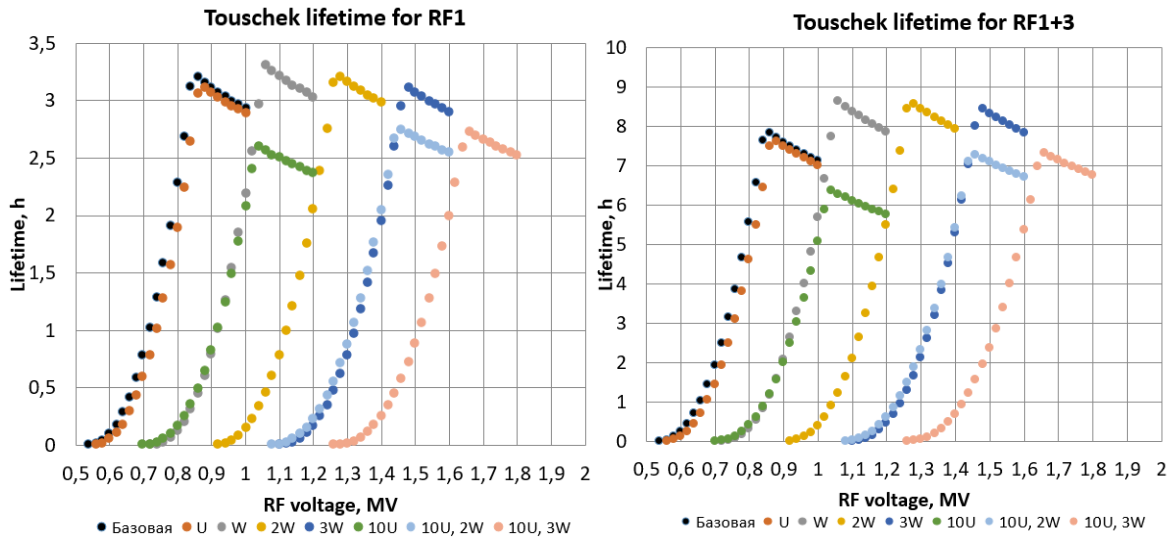 Touschek lifetime for RF1
Lifetime, h
3,5
3
2,5
2
1,5
1
0,5
0
0,5 0,6 0,7 0,8 0,9 1 1,1 1,2 1,3 1,4 1,5 1,6 1,7 1,8 1,9 2
RF voltage, MV
Базовая U W 2W 3W 10U 10U, 2W 10U, 3W
Touschek lifetime for RF1+3
Lifetime, h
10
9
8
7
6
5
4
3
2
1
0
0,5 0,6 0,7 0,8 0,9 1 1,1 1,2 1,3 1,4 1,5 1,6 1,7 1,8 1,9 2
RF voltage, MV
Базовая U W 2W 3W 10U 10U, 2W 10U, 3W